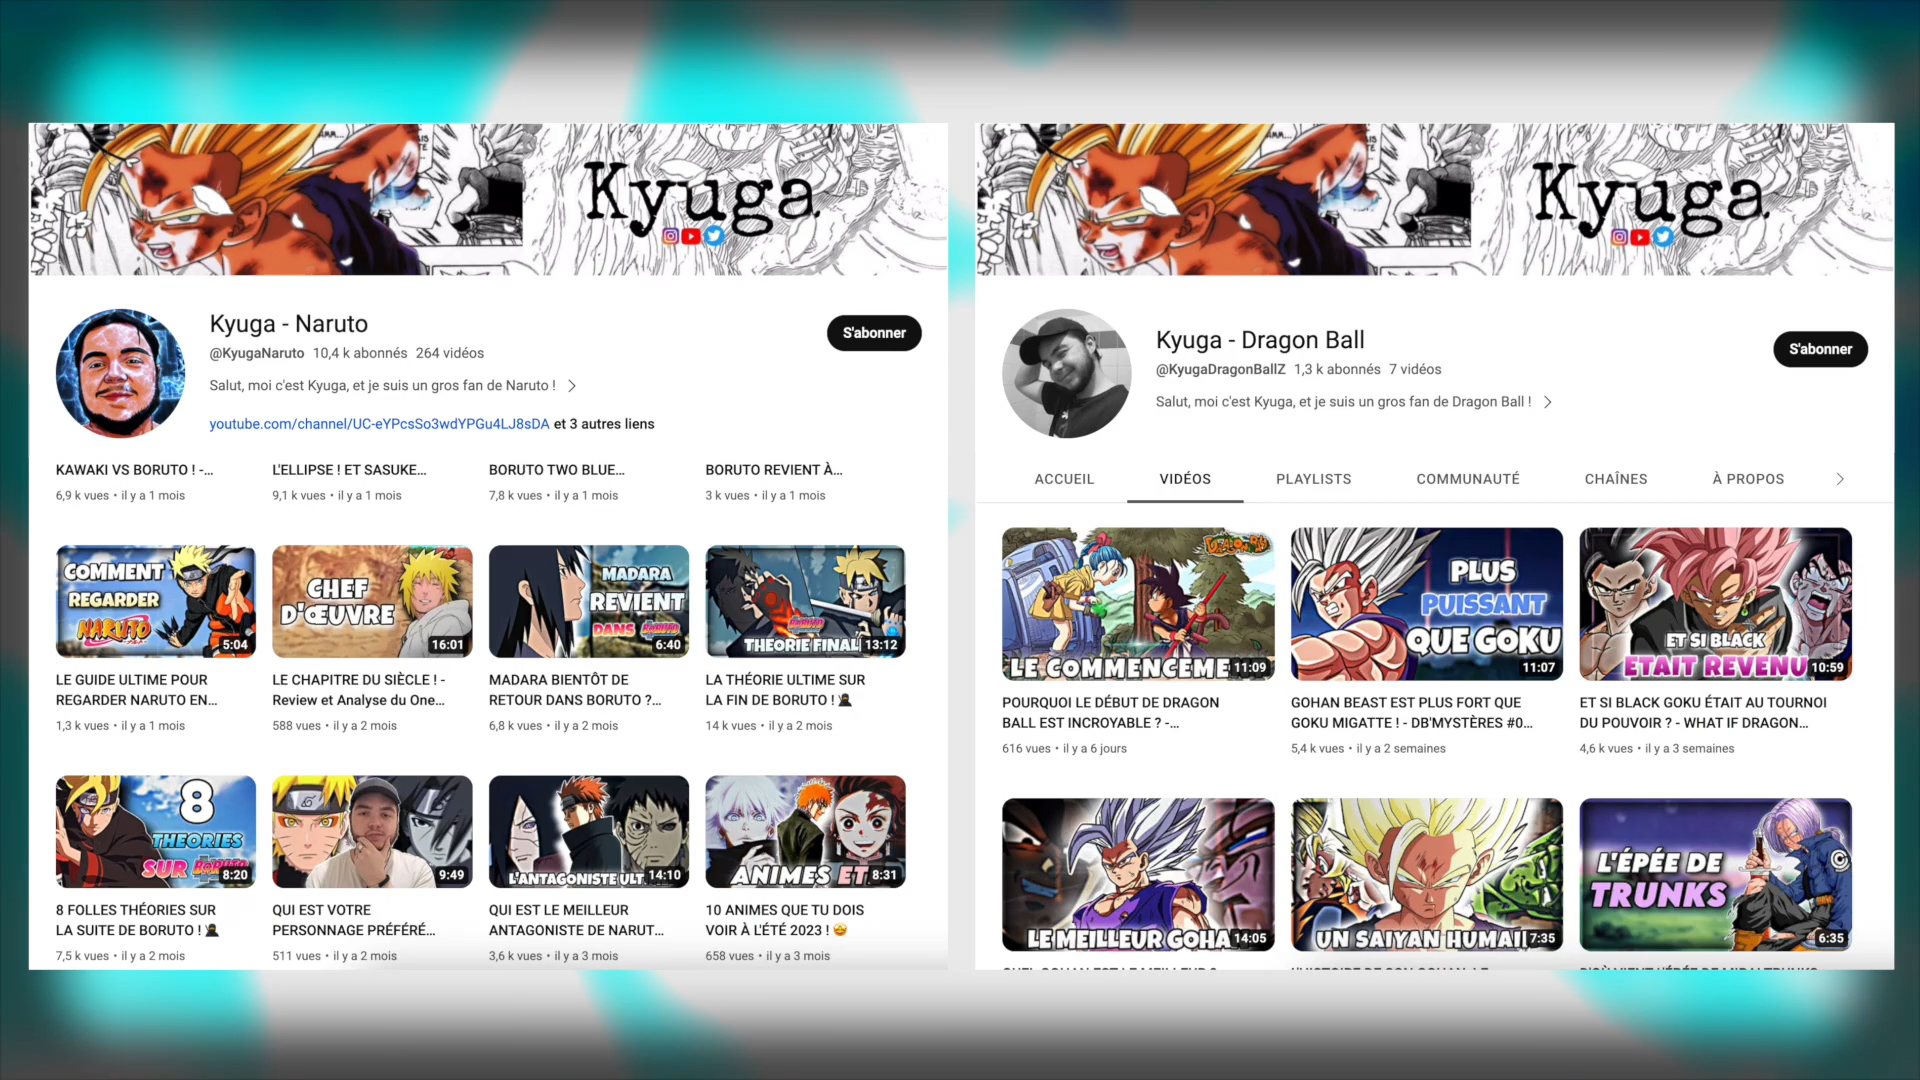 Kyuga
Kyuga - Naruto
@KyugaNaruto 10,4 k abonnés 264 vidéos
Salut, moi c'est Kyuga, et je suis un gros fan de Naruto !
youtube.com/channel/UC-eYPcsSo3wdYPGu4LJ8sDA et 3 autres liens
S'abonner
KAWAKI VS BORUTO ! -...
6,9 k vues • il y a 1 mois
L'ELLIPSE ! ET SASUKE...
9,1 k vues • il y a 1 mois
BORUTO TWO BLUE...
7,8 k vues • il y a 1 mois
BORUTO REVIENT À...
3 k vues • il y a 1 mois
COMMENT
REGARDER
NARUTO
5:04
CHEF
D'ŒUVRE
16:01
MADARA
REVIENT
DANS BORUTO
6:40
BORUTO
THEORIE FINAL
13:12
LE GUIDE ULTIME POUR
REGARDER NARUTO EN...
1,3 k vues • il y a 1 mois
LE CHAPITRE DU SIÈCLE ! -
Review et Analyse du One...
588 vues • il y a 2 mois
MADARA BIENTÔT DE
RETOUR DANS BORUTO ?...
6,8 k vues • il y a 2 mois
LA THÉORIE ULTIME SUR
LA FIN DE BORUTO ! 🥷
14 k vues • il y a 2 mois
8
THEORIES
SUR BORUTO
8:20
9:49
L'ANTAGONISTE ULT
14:10
ANIMES ET
8:31
8 FOLLES THÉORIES SUR
LA SUITE DE BORUTO ! 🥷
7,5 k vues • il y a 2 mois
QUI EST VOTRE
PERSONNAGE PRÉFÉRÉ...
511 vues • il y a 2 mois
QUI EST LE MEILLEUR
ANTAGONISTE DE NARUT...
3,6 k vues • il y a 3 mois
10 ANIMES QUE TU DOIS
VOIR À L'ÉTÉ 2023 ! 🤩
658 vues • il y a 3 mois
Kyuga
Kyuga - Dragon Ball
@KyugaDragonBallZ 1,3 k abonnés 7 vidéos
Salut, moi c'est Kyuga, et je suis un gros fan de Dragon Ball !
S'abonner
ACCUEIL VIDÉOS PLAYLISTS COMMUNAUTÉ CHAÎNES À PROPOS
LE COMMENCEME
11:09
PLUS
PUISSANT
QUE GOKU
11:07
ET SI BLACK
ETAIT REVENU
10:59
POURQUOI LE DÉBUT DE DRAGON
BALL EST INCROYABLE ? -...
616 vues • il y a 6 jours
GOHAN BEAST EST PLUS FORT QUE
GOKU MIGATTE ! - DB'MYSTÈRES #0...
5,4 k vues • il y a 2 semaines
ET SI BLACK GOKU ÉTAIT AU TOURNOI
DU POUVOIR ? - WHAT IF DRAGON...
4,6 k vues • il y a 3 semaines
LE MEILLEUR GOHA
14:05
UN SAIYAN HUMAI
7:35
L'ÉPÉE DE
TRUNKS
6:35